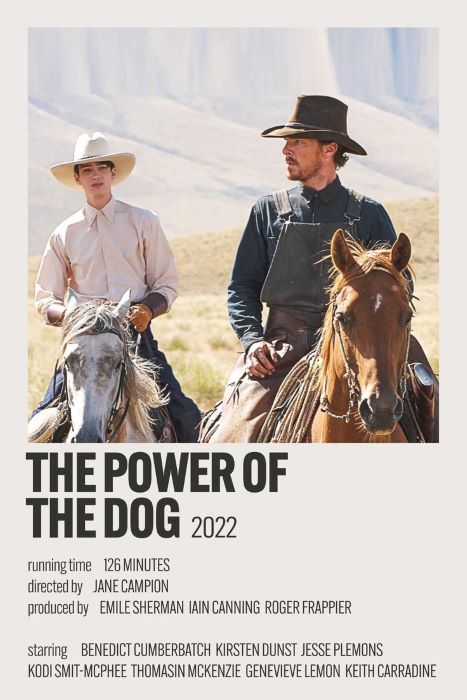 THE POWER OF
THE DOG 2022
running time 126 MINUTES
directed by JANE CAMPION
produced by EMILE SHERMAN IAIN CANNING ROGER FRAPPIER
starring BENEDICT CUMBERBATCH KIRSTEN DUNST JESSE PLEMONS
KODI SMIT-MCPHEE THOMASIN MCKENZIE GENEVIEVE LEMON KEITH CARRADINE